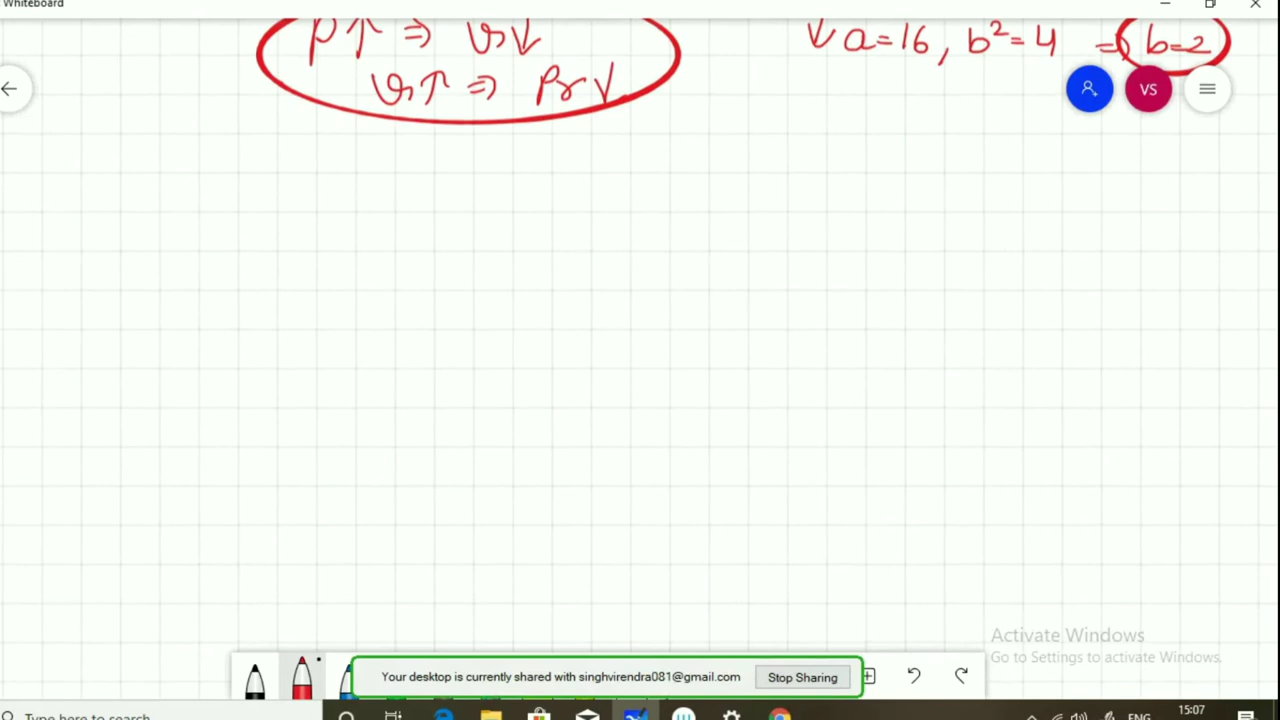 Whiteboard
P↑ ⇒ v↓
v↑ ⇒ Pr ↓
↓ a=16, b²=4 ⇒ b=2
VS
Activate Windows
Go to Settings to activate Windows.
Your desktop is currently shared with singhvirendra081@gmail.com
Stop Sharing
Type here to search
ENG
15:07